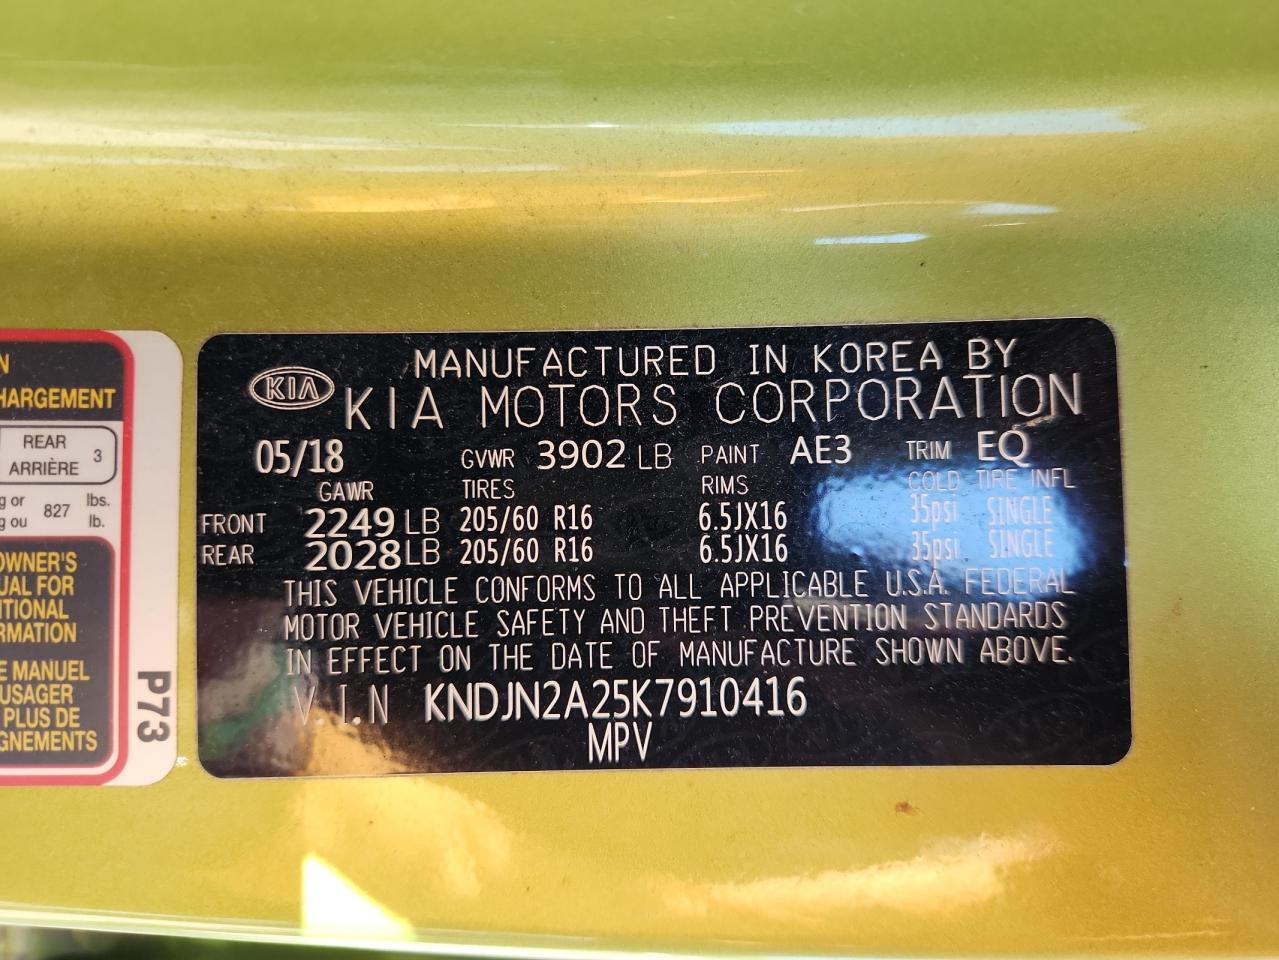 N
HARGEMENT
REAR
ARRIÈRE 3
g or 827 lbs.
g ou lb.
OWNER'S
UAL FOR
ITIONAL
RMATION
E MANUEL
USAGER
PLUS DE
GNEMENTS
P73
MANUFACTURED IN KOREA BY
KIA KIA MOTORS CORPORATION
05/18 GVWR 3902 LB PAINT AE3 TRIM EQ
GAWR TIRES RIMS COLD TIRE INFL
FRONT 2249 LB 205/60 R16 6.5JX16 35psi SINGLE
REAR 2028 LB 205/60 R16 6.5JX16 35psi SINGLE
THIS VEHICLE CONFORMS TO ALL APPLICABLE U.S.A. FEDERAL
MOTOR VEHICLE SAFETY AND THEFT PREVENTION STANDARDS
IN EFFECT ON THE DATE OF MANUFACTURE SHOWN ABOVE.
V.I.N KNDJN2A25K7910416
MPV